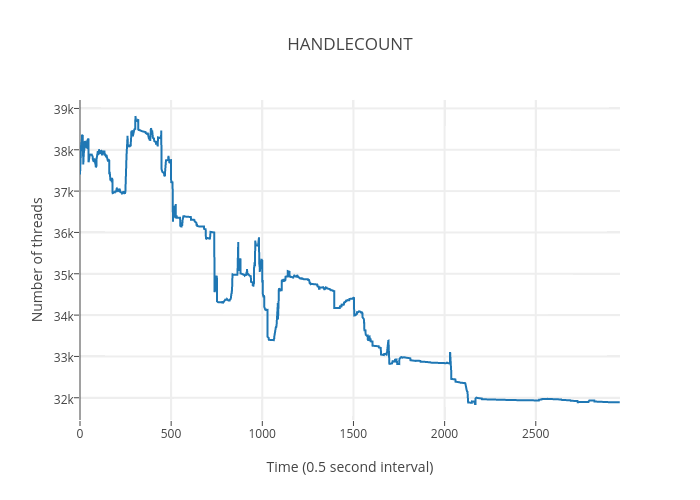 HANDLECOUNT
39k
38k
37k
36k
35k
34k
33k
32k
Number of threads
0 500 1000 1500 2000 2500
Time (0.5 second interval)